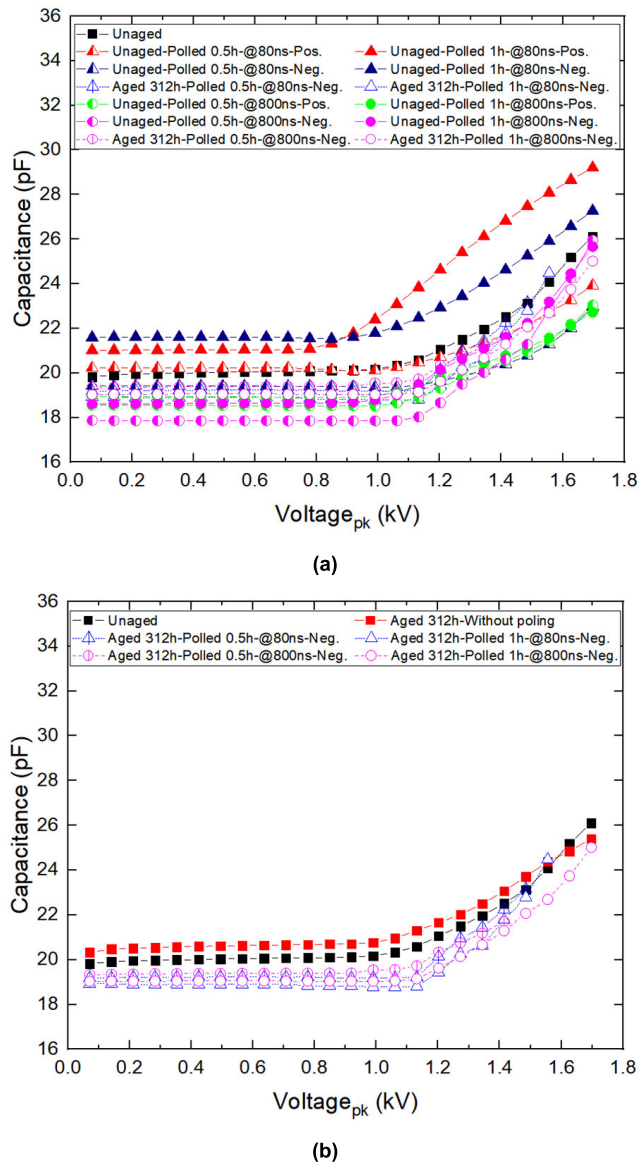 (a)
36
34
32
30
28
26
24
22
20
18
16
Capacitance (pF)
Unaged
Unaged-Polled 0.5h-@80ns-Pos. Unaged-Polled 1h-@80ns-Pos.
Unaged-Polled 0.5h-@80ns-Neg. Unaged-Polled 1h-@80ns-Neg.
Aged 312h-Polled 0.5h-@80ns-Neg. Aged 312h-Polled 1h-@80ns-Neg.
Unaged-Polled 0.5h-@800ns-Pos. Unaged-Polled 1h-@800ns-Pos.
Unaged-Polled 0.5h-@800ns-Neg. Unaged-Polled 1h-@800ns-Neg.
Aged 312h-Polled 0.5h-@800ns-Neg. Aged 312h-Polled 1h-@800ns-Neg.
0.0 0.2 0.4 0.6 0.8 1.0 1.2 1.4 1.6 1.8
Voltagepk (kV)
(a)
36
34
32
30
28
26
24
22
20
18
16
Capacitance (pF)
Unaged Aged 312h-Without poling
Aged 312h-Polled 0.5h-@80ns-Neg. Aged 312h-Polled 1h-@80ns-Neg.
Aged 312h-Polled 0.5h-@800ns-Neg. Aged 312h-Polled 1h-@800ns-Neg.
0.0 0.2 0.4 0.6 0.8 1.0 1.2 1.4 1.6 1.8
Voltagepk (kV)
(b)